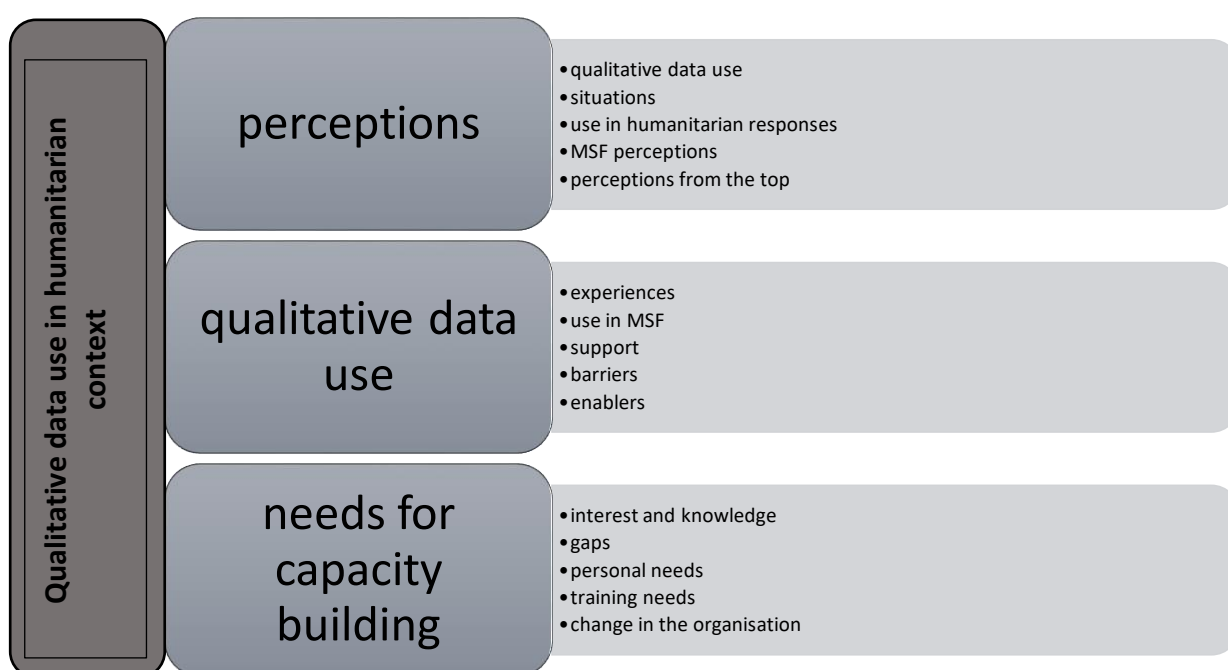 Qualitative data use in humanitarian
context
perceptions
•qualitative data use
•situations
•use in humanitarian responses
•MSF perceptions
•perceptions from the top
qualitative data
use
•experiences
•use in MSF
•support
•barriers
•enablers
needs for
capacity
building
•interest and knowledge
•gaps
•personal needs
•training needs
•change in the organisation